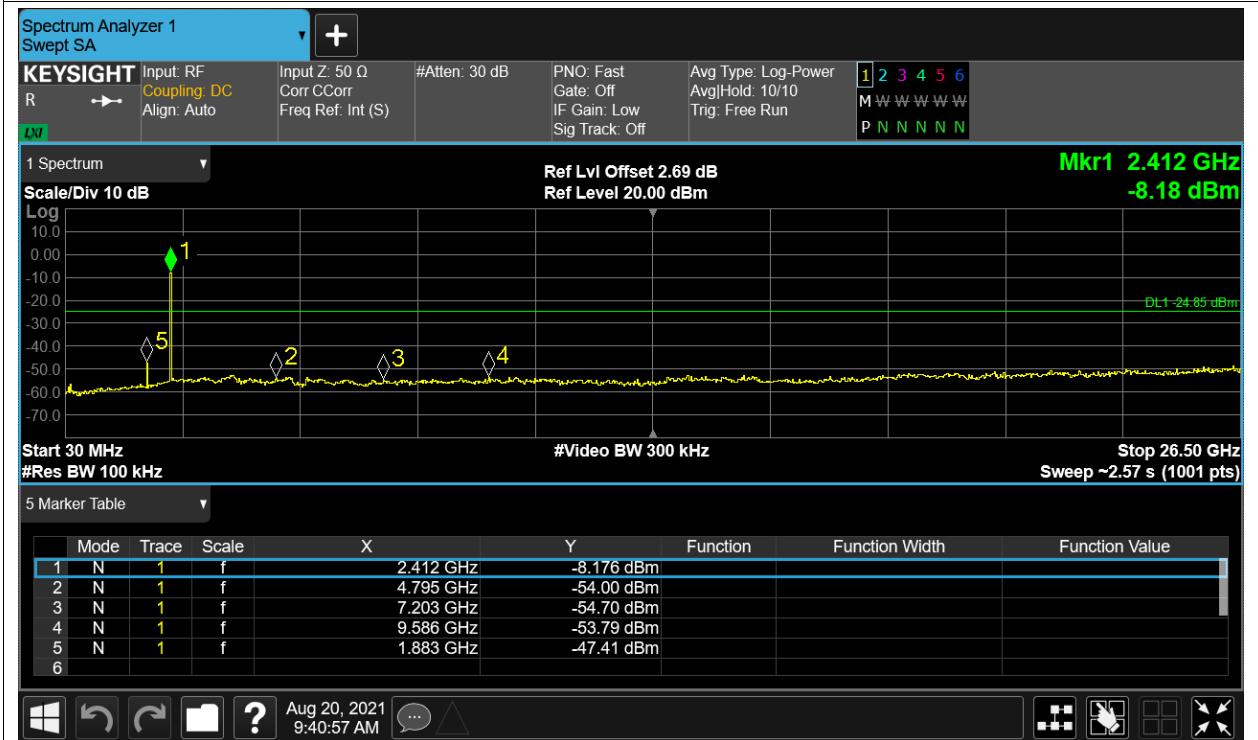 Spectrum Analyzer 1
Swept SA
+
KEYSIGHT Input: RF Input Z: 50 Ω #Atten: 30 dB PNO: Fast Avg Type: Log-Power 1 2 3 4 5 6
R Coupling: DC Corr CCorr Gate: Off Avg|Hold: 10/10 M W W W W W W
Align: Auto Freq Ref: Int (S) IF Gain: Low Trig: Free Run
LXI Sig Track: Off P N N N N N N
1 Spectrum
Ref Lvl Offset 2.69 dB Mkr1 2.412 GHz
Scale/Div 10 dB Ref Level 20.00 dBm -8.18 dBm
Log
10.0
0.00
-10.0
-20.0
-30.0
-40.0
-50.0
-60.0
-70.0
1
DL1 -24.85 dBm
5
2
3
4
Start 30 MHz #Video BW 300 kHz Stop 26.50 GHz
#Res BW 100 kHz Sweep ~2.57 s (1001 pts)
5 Marker Table
Mode Trace Scale X Y Function Function Width Function Value
1 N 1 f 2.412 GHz -8.176 dBm
2 N 1 f 4.795 GHz -54.00 dBm
3 N 1 f 7.203 GHz -54.70 dBm
4 N 1 f 9.586 GHz -53.79 dBm
5 N 1 f 1.883 GHz -47.41 dBm
6
? Aug 20, 2021
9:40:57 AM